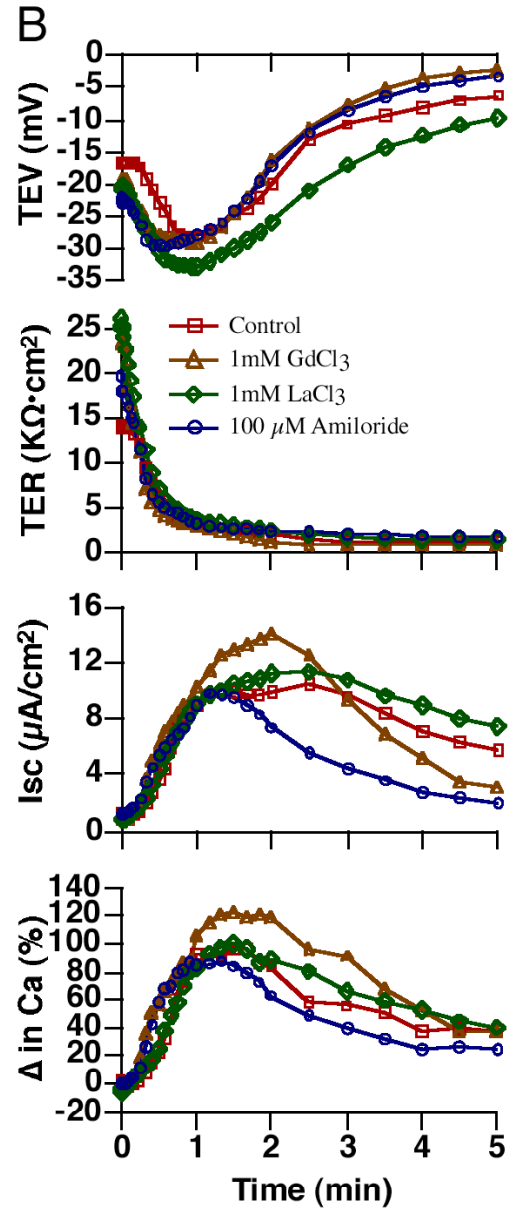 B
TEV (mV)
0
-5
-10
-15
-20
-25
-30
-35
TER (KΩ•cm²)
25
20
15
10
5
0
Control
1mM GdCl3
1mM LaCl3
100 µM Amiloride
Isc (µA/cm²)
16
12
8
4
0
Δ in Ca (%)
140
120
100
80
60
40
20
0
-20
0 1 2 3 4 5
Time (min)